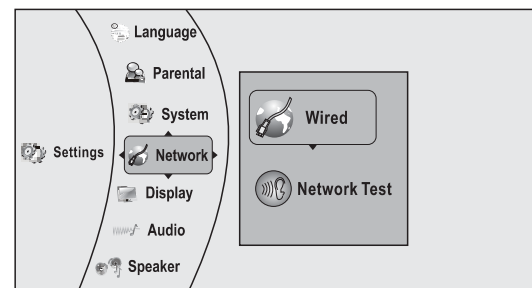 Language
Parental
System
Settings
Network
Display
Audio
Speaker
Wired
Network Test